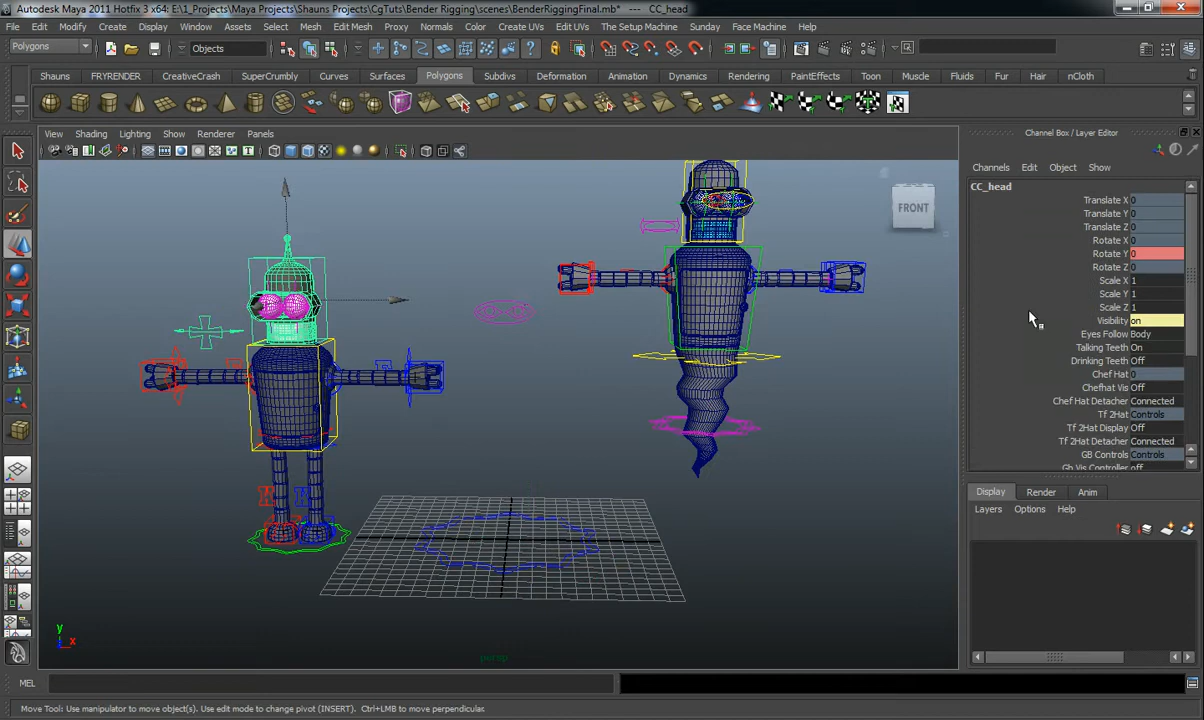 Autodesk Maya 2011 Hotfix 3 x64: E:\1_Projects\Maya Projects\Shauns Projects\CgTuts\Bender Rigging\scenes\BenderRiggingFinal.mb* --- CC_head
File Edit Modify Create Display Window Assets Select Mesh Edit Mesh Proxy Normals Color Create UVs Edit UVs The Setup Machine Muscle Help
Polygons Objects
Shauns FRYRENDER CreativeCrash SuperCrumbly Curves Surfaces Polygons Subdivs Deformation Animation Dynamics Rendering PaintEffects Toon Muscle Fluids Fur Hair nCloth
View Shading Lighting Show Renderer Panels
Channel Box / Layer Editor
Channels Edit Object Show
CC_head
Translate X 0
Translate Y 0
Translate Z 0
Rotate X 0
Rotate Y 0
Rotate Z 0
Scale X 1
Scale Y 1
Scale Z 1
Visibility on
Eyes Follow Body
Talking Teeth On
Drinking Teeth Off
Chef Hat 0
Chefhat Vis Off
Chef Hat Detacher Connected
Tf 2Hat Controls
Tf 2Hat Display Off
Tf 2Hat Detacher Connected
GB Controls Controls
Gb Vis Controller off
FRONT
Display Render Anim
Layers Options Help
y
x
persp
MEL
Move Tool: Use manipulator to move object(s). Use edit mode to change pivot (INSERT). Ctrl+LMB to move perpendicular.